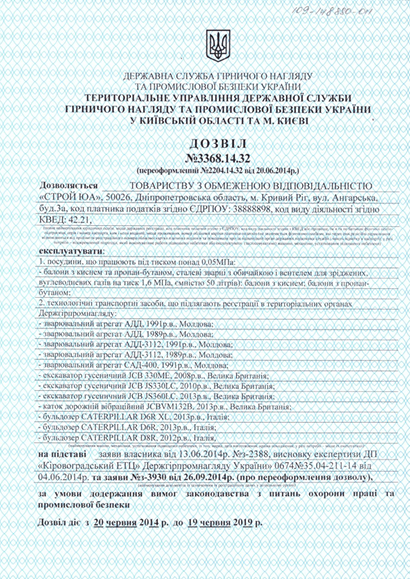 109-148880-оп
ДЕРЖАВНА СЛУЖБА ГІРНИЧОГО НАГЛЯДУ
ТА ПРОМИСЛОВОЇ БЕЗПЕКИ УКРАЇНИ
ТЕРИТОРІАЛЬНЕ УПРАВЛІННЯ ДЕРЖАВНОЇ СЛУЖБИ
ГІРНИЧОГО НАГЛЯДУ ТА ПРОМИСЛОВОЇ БЕЗПЕКИ УКРАЇНИ
У КИЇВСЬКІЙ ОБЛАСТІ ТА М. КИЄВІ
ДОЗВІЛ
№3368.14.32
(переоформлений №2204.14.32 від 20.06.2014р.)
Дозволяється ТОВАРИСТВУ З ОБМЕЖЕНОЮ ВІДПОВІДАЛЬНІСТЮ
«СТРОЙ ЮА», 50026, Дніпропетровська область, м. Кривий Ріг, вул. Ангарська,
буд.3а, код платника податків згідно ЄДРПОУ: 38888898, код виду діяльності згідно
КВЕД: 42.21,
експлуатувати:
1. посудини, що працюють під тиском понад 0,05МПа:
- балони з киснем та пропан-бутаном, сталеві зварні з обичайкою і вентелем для зріджених
вуглеводневих газів на тиск 1,6 МПа, ємністю 50 літрів): балони з киснем; балони з пропан-
бутаном;
2. технологічні транспортні засоби, що підлягають реєстрації в територіальних органах
Держгірпромнагляду:
- зварювальний агрегат АДД, 1991р.в., Молдова;
- зварювальний агрегат АДД, 1989р.в., Молдова;
- зварювальний агрегат АДД-3112, 1991р.в., Молдова;
- зварювальний агрегат АДД-3112, 1989р.в., Молдова;
- зварювальний агрегат САД-400, 1991р.в., Молдова;
- екскаватор гусеничний JCB 330ME, 2008р.в., Велика Британія;
- екскаватор гусеничний JCB JS330LC, 2010р.в., Велика Британія;
- екскаватор гусеничний JCB JS360LC, 2013р.в., Велика Британія;
- каток дорожній вібраційний JCBVM132B, 2013р.в., Велика Британія;
- бульдозер CATERPILLAR D6R XL, 2013р.в., Італія;
- бульдозер CATERPILLAR D6R, 2013р.в., Італія;
- бульдозер CATERPILLAR D8R, 2012р.в., Італія,
на підставі заяви власника від 13.06.2014р. №з-2388, висновку експертизи ДП
«Кіровоградський ЕТЦ» Держгірпромнагляду України» 0674№35.04-211-14 від
04.06.2014р. та заяви №з-3930 від 26.09.2014р. (про переоформлення дозволу),
за умови додержання вимог законодавства з питань охорони праці та
промислової безпеки
Дозвіл діє з 20 червня 2014 р. до 19 червня 2019 р.